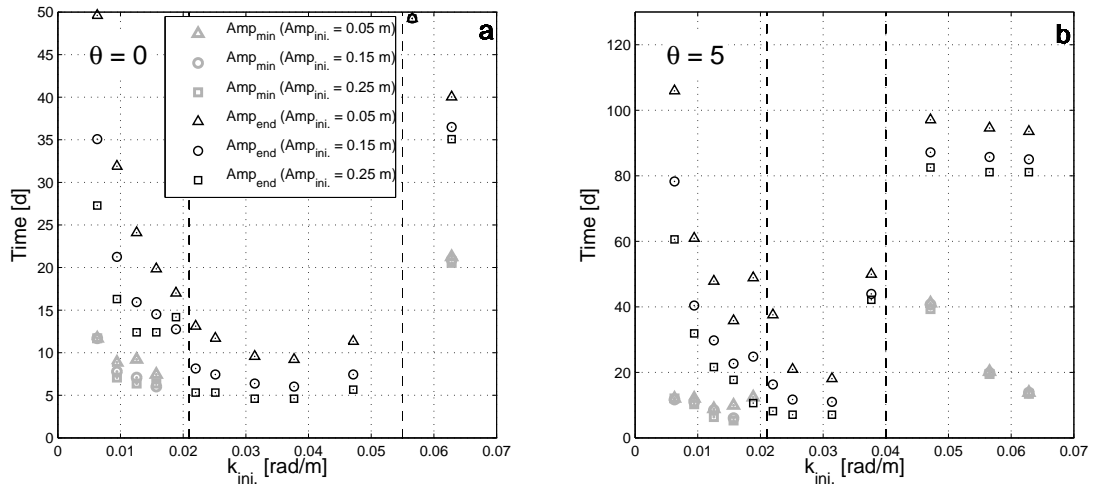 a
θ = 0
Amp_min (Amp_ini. = 0.05 m)
Amp_min (Amp_ini. = 0.15 m)
Amp_min (Amp_ini. = 0.25 m)
Amp_end (Amp_ini. = 0.05 m)
Amp_end (Amp_ini. = 0.15 m)
Amp_end (Amp_ini. = 0.25 m)
Time [d]
50
45
40
35
30
25
20
15
10
5
0
0 0.01 0.02 0.03 0.04 0.05 0.06 0.07
k_ini. [rad/m]
b
θ = 5
Time [d]
120
100
80
60
40
20
0
0 0.01 0.02 0.03 0.04 0.05 0.06 0.07
k_ini. [rad/m]